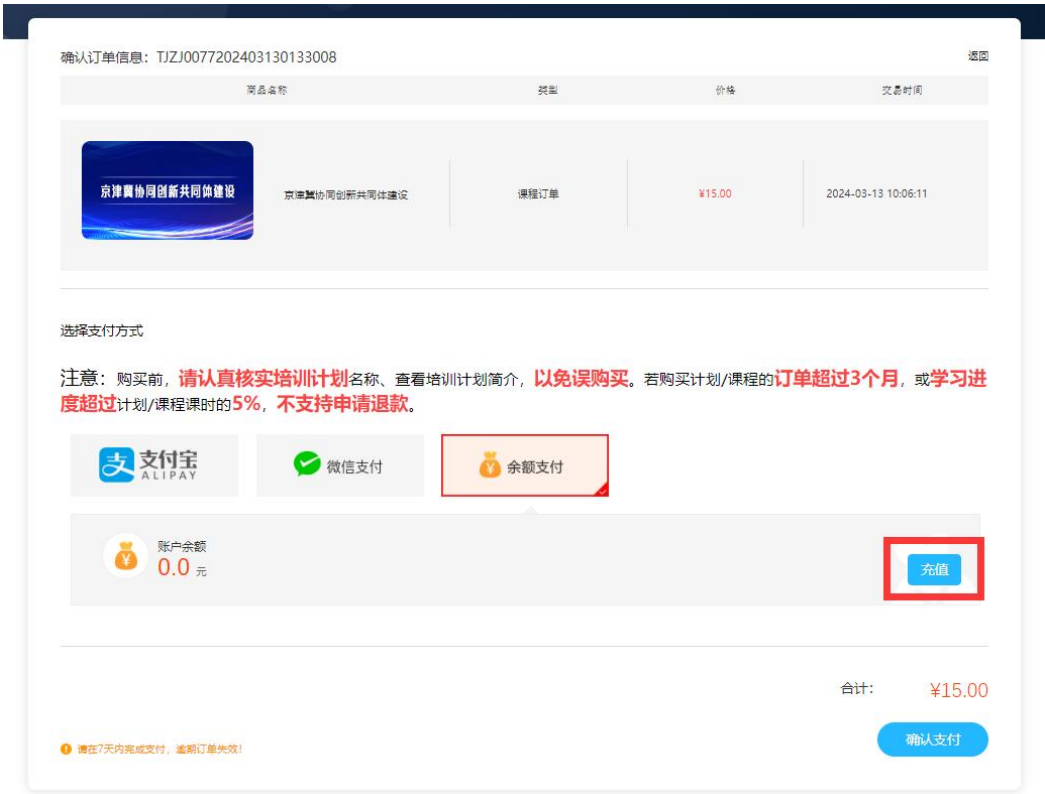 确认订单信息：TJZJ0077202403130133008
返回
商品名称
类型
价格
交易时间
京津冀协同创新共同体建设
京津冀协同创新共同体建设
课程订单
¥15.00
2024-03-13 10:06:11
选择支付方式
注意：购买前，请认真核实培训计划名称、查看培训计划简介，以免误购买。若购买计划/课程的订单超过3个月，或学习进
度超过计划/课程课时的5%，不支持申请退款。
支付宝
ALIPAY
微信支付
余额支付
账户余额
0.0 元
充值
合计：
¥15.00
请在7天内完成支付，逾期订单失效！
确认支付